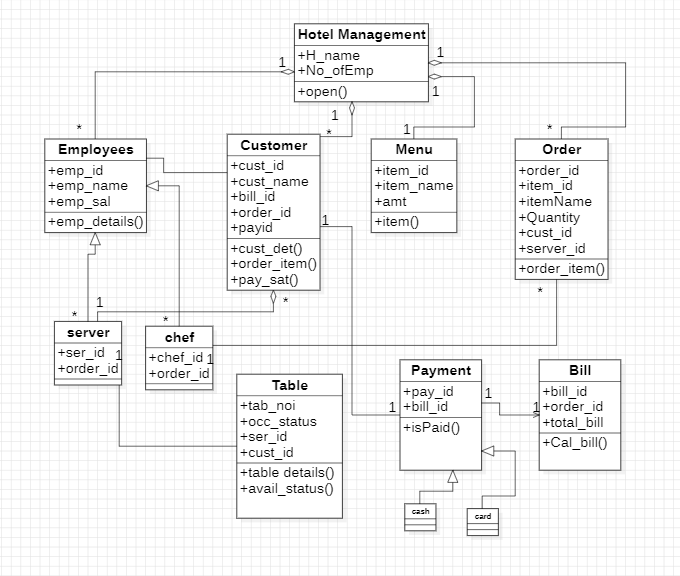 Hotel Management
+H_name
+No_ofEmp
+open()
1
1
1
1
*
*
1
*
Employees
+emp_id
+emp_name
+emp_sal
+emp_details()
Customer
+cust_id
+cust_name
+bill_id
+order_id
+payid
+cust_det()
+order_item()
+pay_sat()
Menu
+item_id
+item_name
+amt
+item()
Order
+order_id
+item_id
+itemName
+Quantity
+cust_id
+server_id
+order_item()
1
*
*
1
*
*
server
+ser_id
+order_id
1
chef
+chef_id
+order_id
1
Table
+tab_noi
+occ_status
+ser_id
+cust_id
+table details()
+avail_status()
1
Payment
+pay_id
+bill_id
+isPaid()
1
1
Bill
+bill_id
+order_id
+total_bill
+Cal_bill()
cash
card